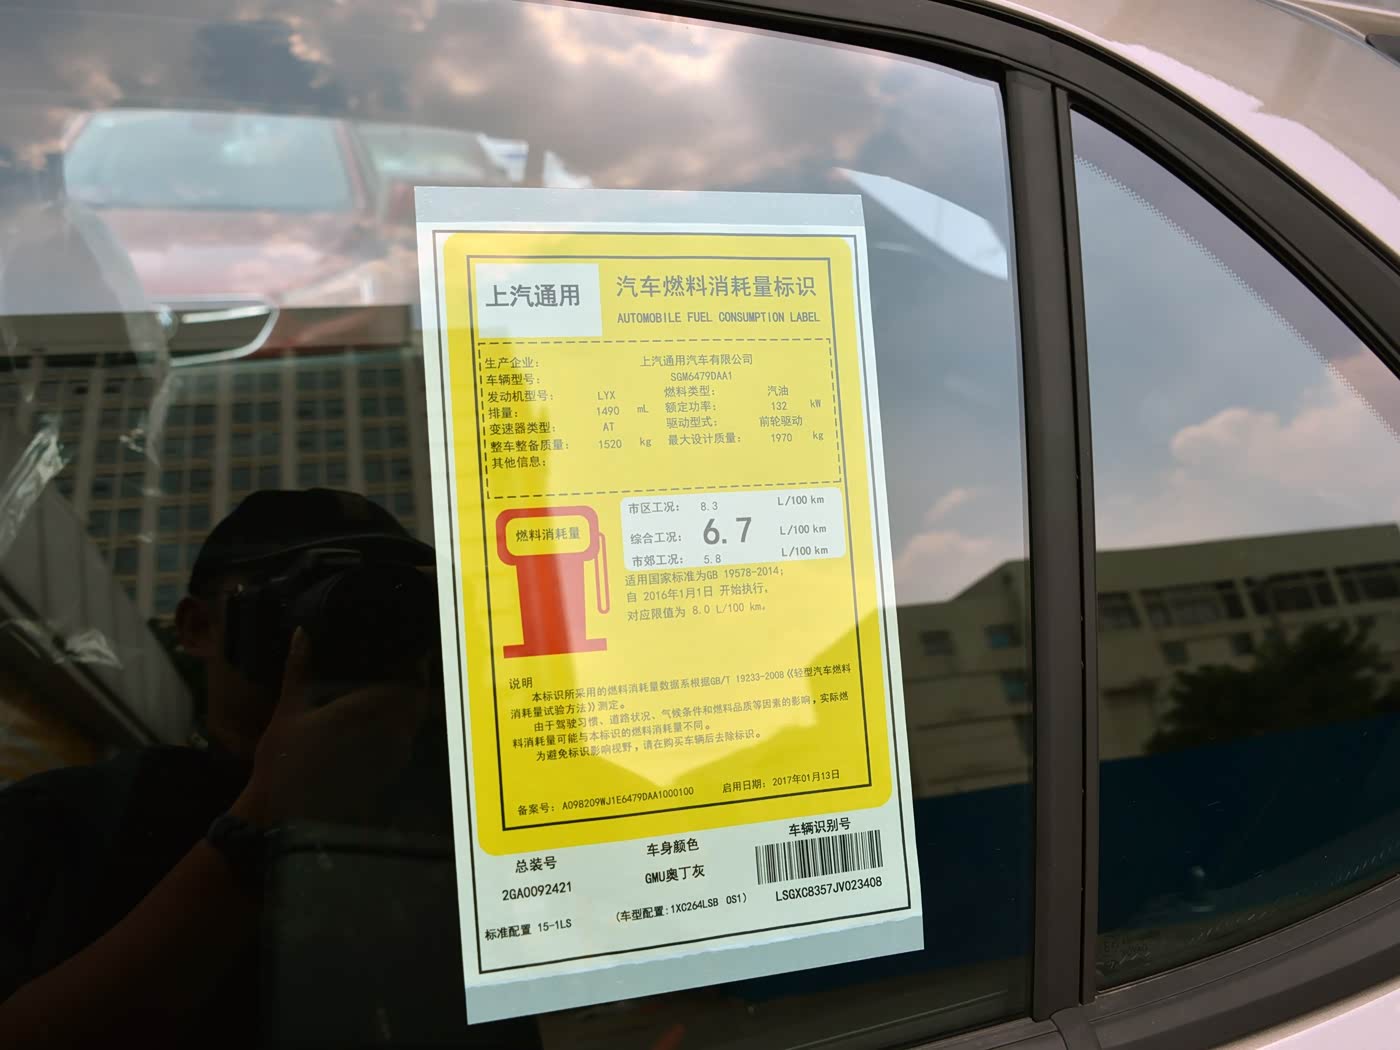 上汽通用
汽车燃料消耗量标识
AUTOMOBILE FUEL CONSUMPTION LABEL
生产企业: 上汽通用汽车有限公司
车辆型号: SGM6479DAA1
发动机型号: LYX 燃料类型: 汽油
排量: 1490 mL 额定功率: 132 kW
变速器类型: AT 驱动型式: 前轮驱动
整车整备质量: 1520 kg 最大设计质量: 1970 kg
其他信息:
燃料消耗量
市区工况: 8.3 L/100 km
综合工况: 6.7 L/100 km
市郊工况: 5.8 L/100 km
适用国家标准为GB 19578-2014;
自 2016年1月1日 开始执行,
对应限值为 8.0 L/100 km.
说明
本标识所采用的燃料消耗量数据系根据GB/T 19233-2008《轻型汽车燃料
消耗量试验方法》测定。
由于驾驶习惯、道路状况、气候条件和燃料品质等因素的影响，实际燃
料消耗量可能与本标识的燃料消耗量不同。
为避免标识影响视野，请在购买车辆后去除标识。
备案号: A098209WJ1E6479DAA1000100 启用日期: 2017年01月13日
总装号 车身颜色 车辆识别号
2GA0092421 GMU奥丁灰
LSGXC8357JV023408
标准配置 15-1LS (车型配置:1XC264LSB OS1)